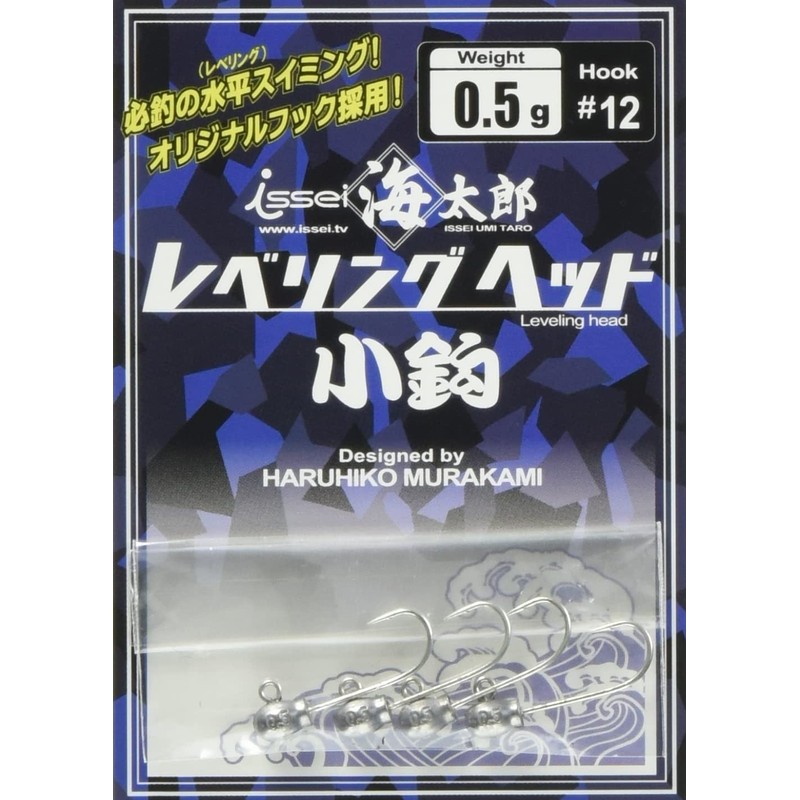 (レベリング)
必釣の水平スイミング!
オリジナルフック採用!
Weight
0.5g
Hook
#12
issei 海太郎
www.issei.tv
ISSEI UMI TARO
レベリングヘッド
Leveling head
小鈎
Designed by
HARUHIKO MURAKAMI